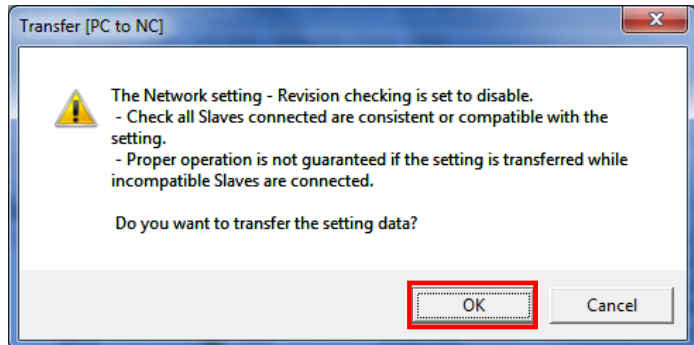 Transfer [PC to NC]
The Network setting - Revision checking is set to disable.
- Check all Slaves connected are consistent or compatible with the
setting.
- Proper operation is not guaranteed if the setting is transferred while
incompatible Slaves are connected.
Do you want to transfer the setting data?
OK
Cancel